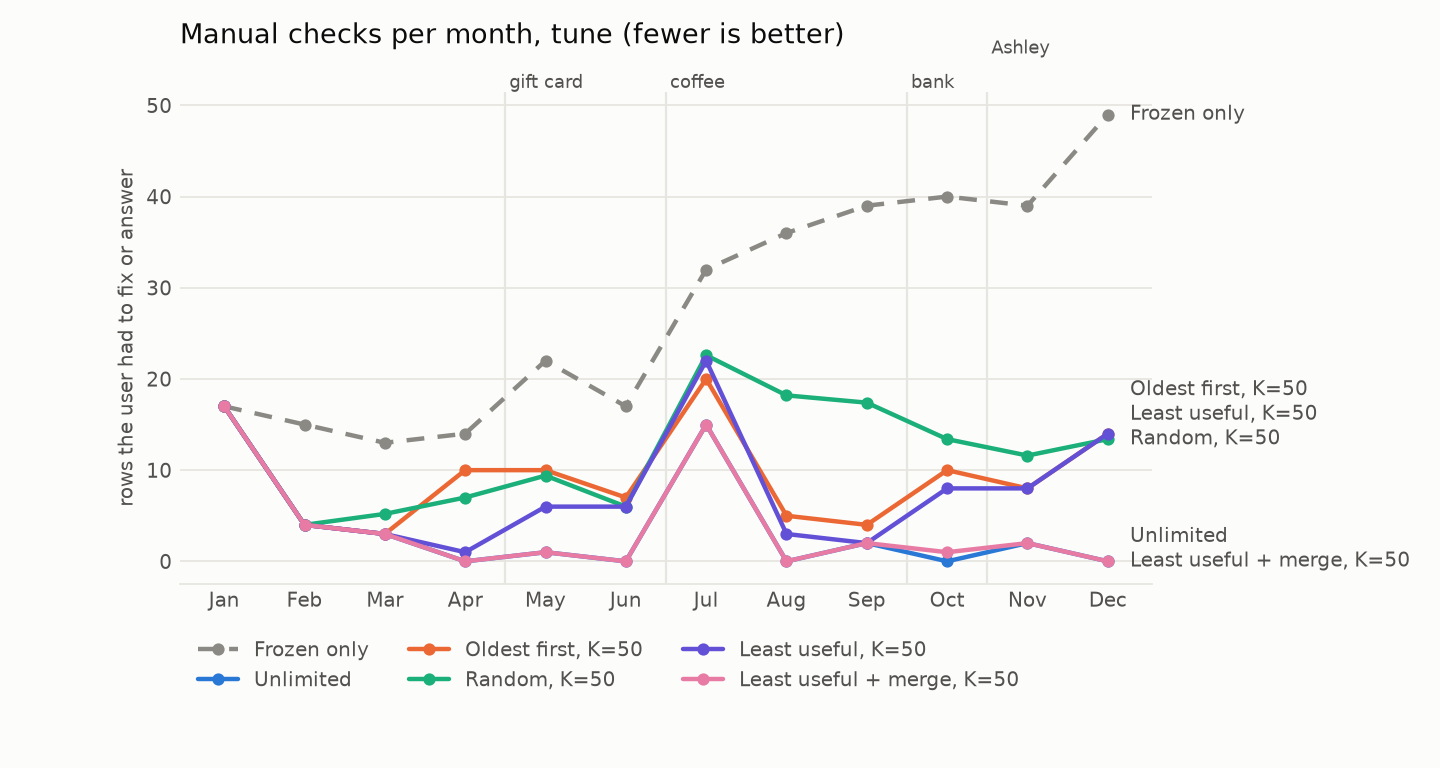 Manual checks per month, tune (fewer is better)
Ashley
gift card
coffee
bank
rows the user had to fix or answer
50
40
30
20
10
0
Frozen only
Oldest first, K=50
Least useful, K=50
Random, K=50
Unlimited
Least useful + merge, K=50
Jan Feb Mar Apr May Jun Jul Aug Sep Oct Nov Dec
Frozen only Oldest first, K=50 Least useful, K=50
Unlimited Random, K=50 Least useful + merge, K=50